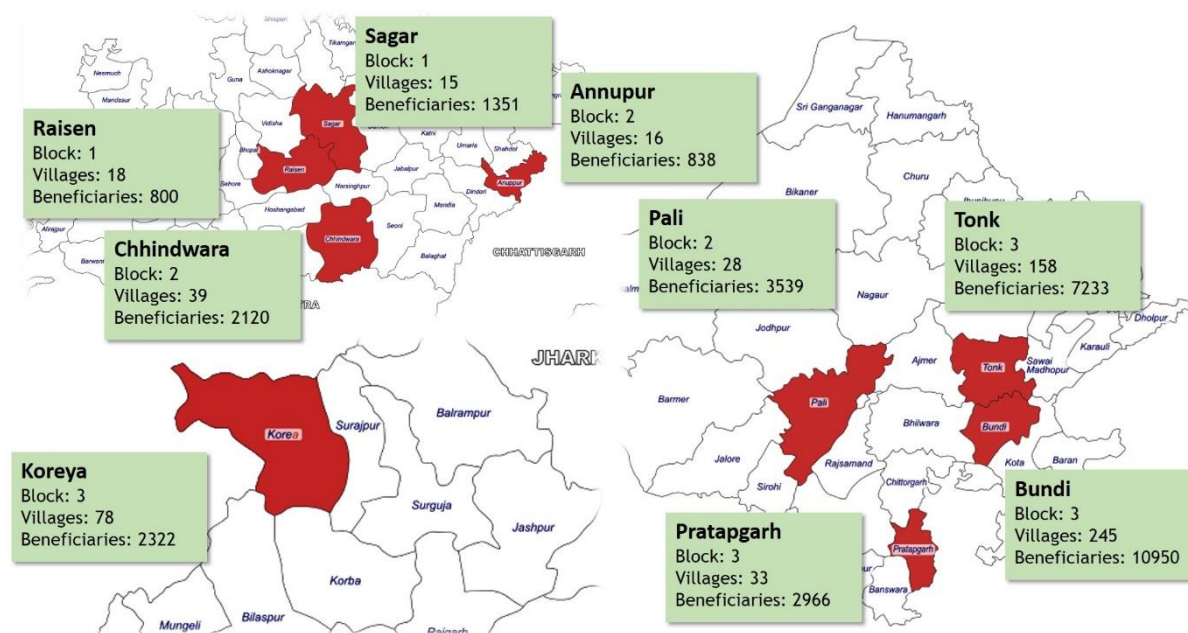 Sagar
Block: 1
Villages: 15
Beneficiaries: 1351
Raisen
Block: 1
Villages: 18
Beneficiaries: 800
Annupur
Block: 2
Villages: 16
Beneficiaries: 838
Chhindwara
Block: 2
Villages: 39
Beneficiaries: 2120
Neemuch
Mandsaur
Guna
Ashoknagar
Vidisha
Sagar
Bhopal
Raisen
Sehore
Katni
Umaria
Shahdol
Jabalpur
Anuppur
Dindori
Narsinghpur
Mandla
Hoshangabad
Seoni
Chhindwara
Balaghat
CHHATTISGARH
Koreya
Block: 3
Villages: 78
Beneficiaries: 2322
JHARK
Korea
Surajpur
Balrampur
Surguja
Jashpur
Korba
Bilaspur
Mungeli
Pali
Block: 2
Villages: 28
Beneficiaries: 3539
Tonk
Block: 3
Villages: 158
Beneficiaries: 7233
Pratapgarh
Block: 3
Villages: 33
Beneficiaries: 2966
Bundi
Block: 3
Villages: 245
Beneficiaries: 10950
Sri Ganganagar
Hanumangarh
Churu
Bikaner
Nagaur
Jodhpur
Dholpur
Karauli
Ajmer
Tonk
Sawai
Madhopur
Barmer
Pali
Bhilwara
Bundi
Jalore
Rajsamand
Kota
Baran
Sirohi
Chittorgarh
Pratapgarh
Banswara